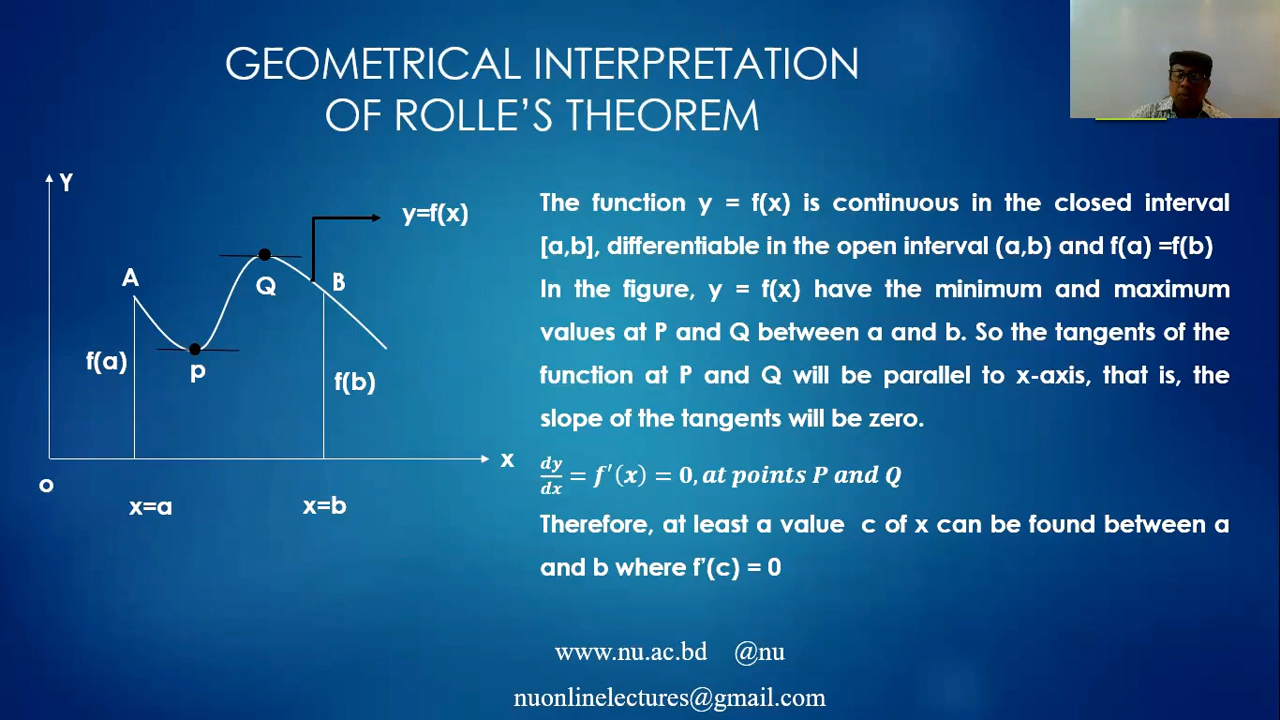 GEOMETRICAL INTERPRETATION
OF ROLLE'S THEOREM
Y
y=f(x)
A
Q
B
f(a)
p
f(b)
x
o
x=a
x=b
The function y = f(x) is continuous in the closed interval
[a,b], differentiable in the open interval (a,b) and f(a) =f(b)
In the figure, y = f(x) have the minimum and maximum
values at P and Q between a and b. So the tangents of the
function at P and Q will be parallel to x-axis, that is, the
slope of the tangents will be zero.
dy/dx = f′(x) = 0, at points P and Q
Therefore, at least a value c of x can be found between a
and b where f'(c) = 0
www.nu.ac.bd @nu
nuonlinelectures@gmail.com